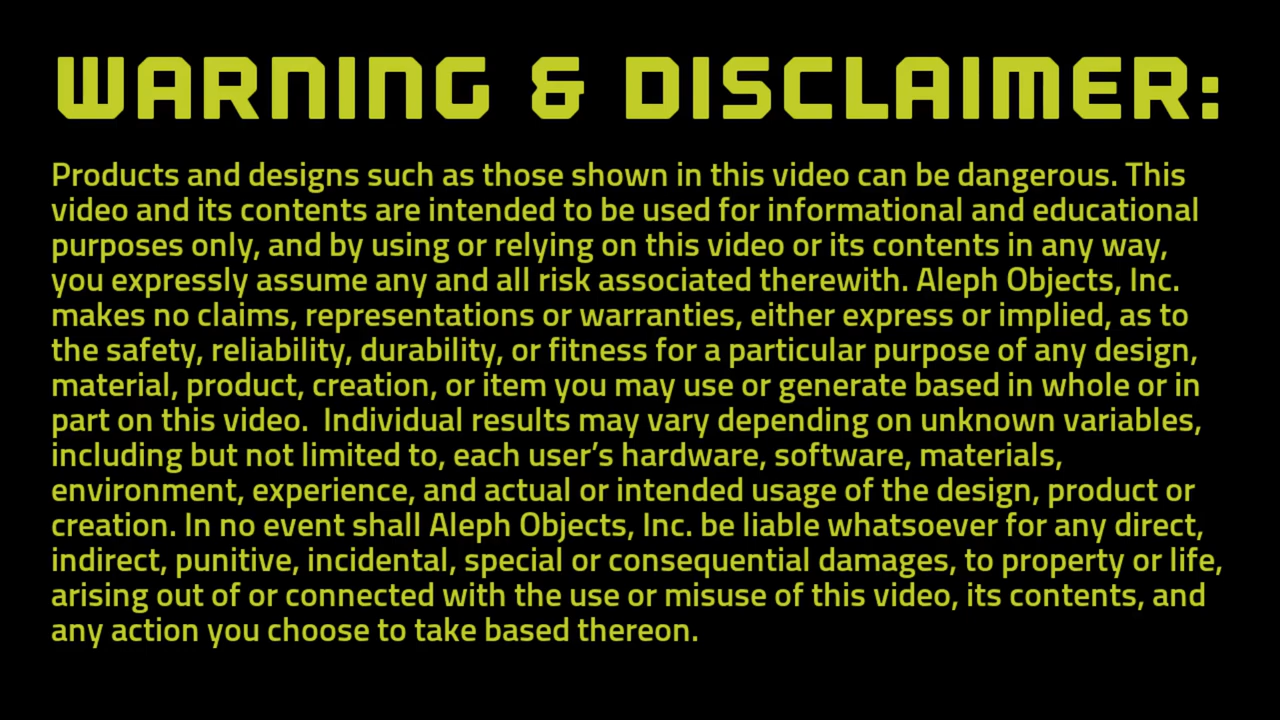 WARNING & DISCLAIMER:
Products and designs such as those shown in this video can be dangerous. This
video and its contents are intended to be used for informational and educational
purposes only, and by using or relying on this video or its contents in any way,
you expressly assume any and all risk associated therewith. Aleph Objects, Inc.
makes no claims, representations or warranties, either express or implied, as to
the safety, reliability, durability, or fitness for a particular purpose of any design,
material, product, creation, or item you may use or generate based in whole or in
part on this video.  Individual results may vary depending on unknown variables,
including but not limited to, each user’s hardware, software, materials,
environment, experience, and actual or intended usage of the design, product or
creation. In no event shall Aleph Objects, Inc. be liable whatsoever for any direct,
indirect, punitive, incidental, special or consequential damages, to property or life,
arising out of or connected with the use or misuse of this video, its contents, and
any action you choose to take based thereon.